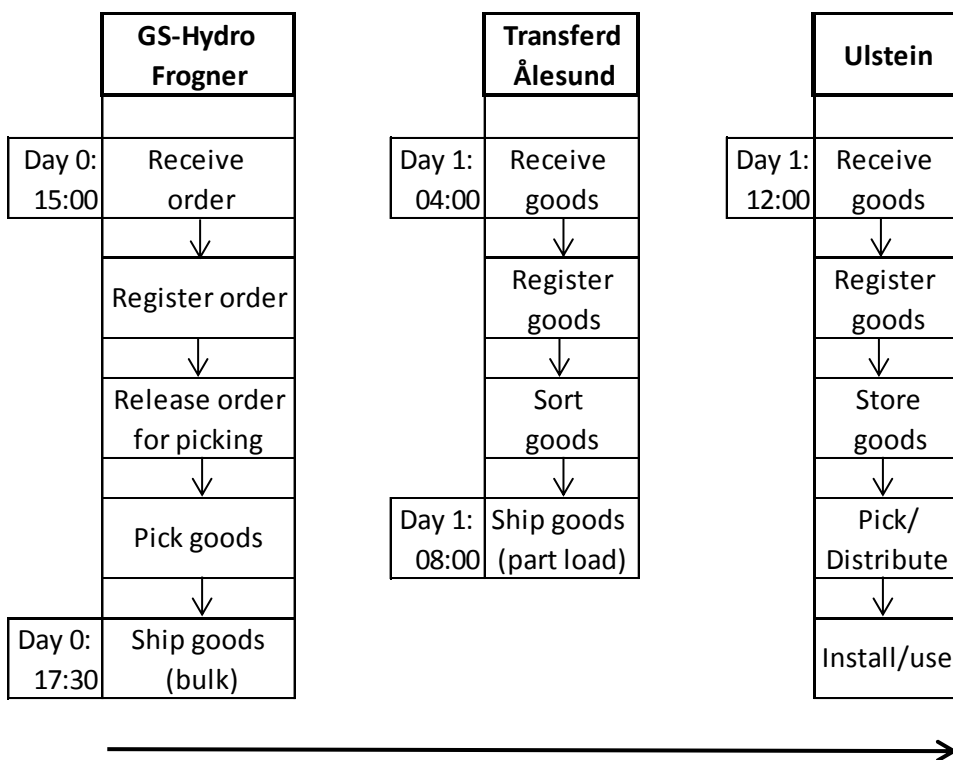 GS-Hydro
Frogner
Day 0:
15:00
Receive
order
Register order
Release order
for picking
Pick goods
Day 0:
17:30
Ship goods
(bulk)
Transferd
Ålesund
Day 1:
04:00
Receive
goods
Register
goods
Sort
goods
Day 1:
08:00
Ship goods
(part load)
Ulstein
Day 1:
12:00
Receive
goods
Register
goods
Store
goods
Pick/
Distribute
Install/use